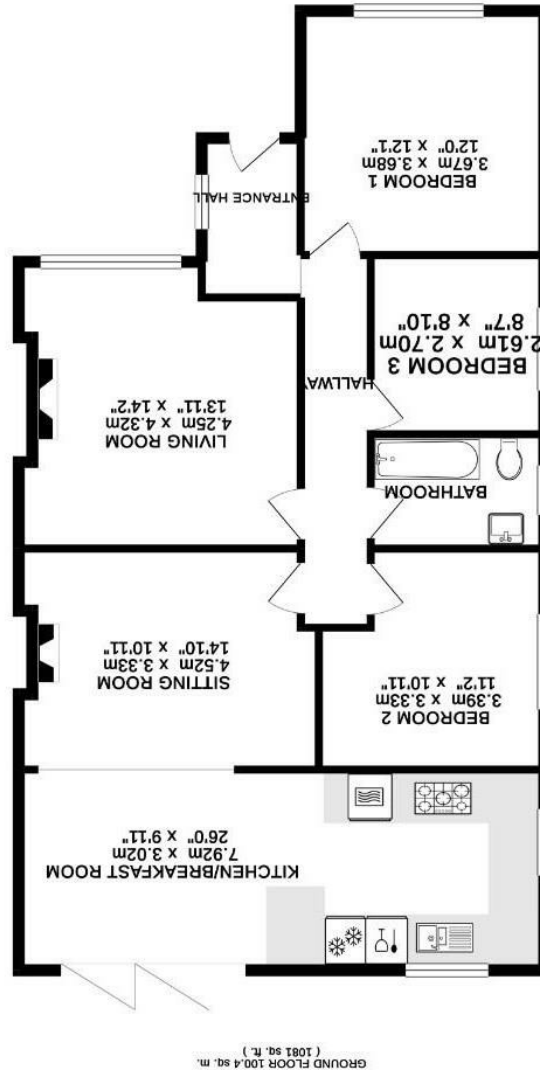 GROUND FLOOR 100.4 sq. m.
( 1081 sq. ft. )
KITCHEN/BREAKFAST ROOM
7.92m x 3.02m
26'0" x 9'11"
BEDROOM 2
3.39m x 3.33m
11'2" x 10'11"
SITTING ROOM
4.52m x 3.33m
14'10" x 10'11"
BATHROOM
LIVING ROOM
4.25m x 4.32m
13'11" x 14'2"
HALLWAY
BEDROOM 3
2.61m x 2.70m
8'7" x 8'10"
ENTRANCE HALL
BEDROOM 1
3.67m x 3.68m
12'0" x 12'1"